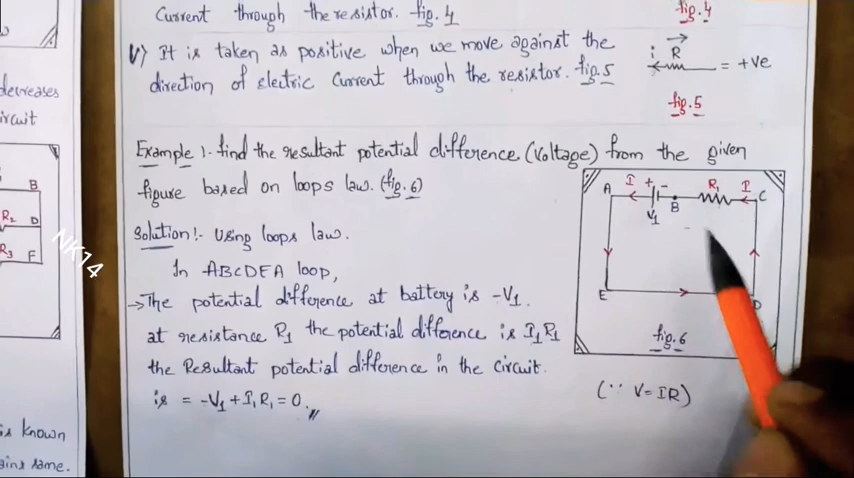 Current through the resistor. fig.4
fig.4
V) It is taken as positive when we move against the
direction of electric current through the resistor. fig.5
i R = +ve
fig.5
decreases
ircuit
B
R2 D
R3 F
NK14
is known
ains same.
Example 1. find the resultant potential difference (Voltage) from the given
figure based on loops law. (fig.6)
Solution!- Using loops law.
In ABCDEA loop,
→The potential difference at battery is -V1.
at resistance R1 the potential difference is I1R1
the Resultant potential difference in the circuit.
is = -V1 + I1R1 = 0.
A I + - B R1 I C
V1
E D
fig.6
(∵ V=IR)